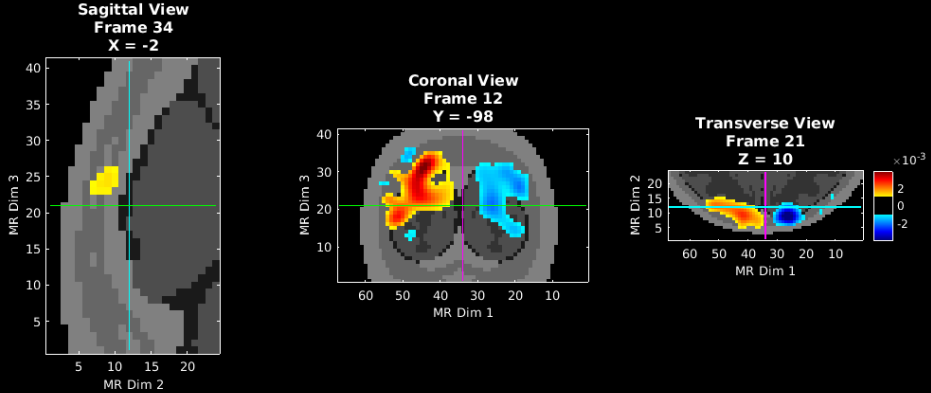 Sagittal View
Frame 34
X = -2
40
35
30
25
20
15
10
5
MR Dim 3
5 10 15 20
MR Dim 2
Coronal View
Frame 12
Y = -98
40
30
20
10
MR Dim 3
60 50 40 30 20 10
MR Dim 1
Transverse View
Frame 21
Z = 10
20
15
10
5
MR Dim 2
60 50 40 30 20 10
MR Dim 1
×10⁻³
2
0
-2